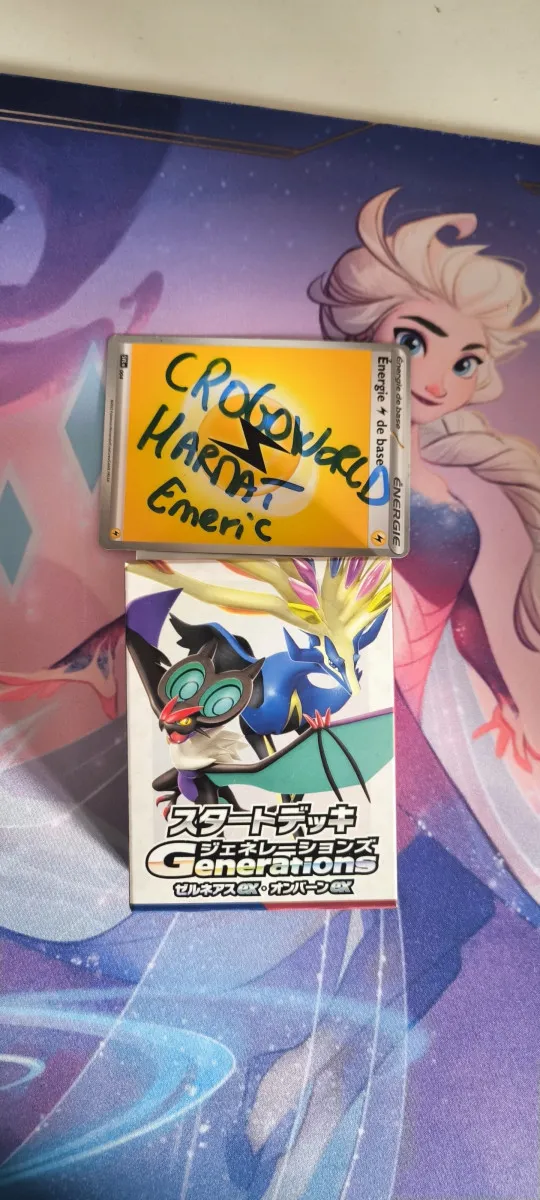 CROGOWORLD
HARNAT
Emeric
Énergie de base
Énergie de base
ÉNERGIE
スタートデッキ
ジェネレーションズ
Generations
ゼルネアスex・オンバーンex